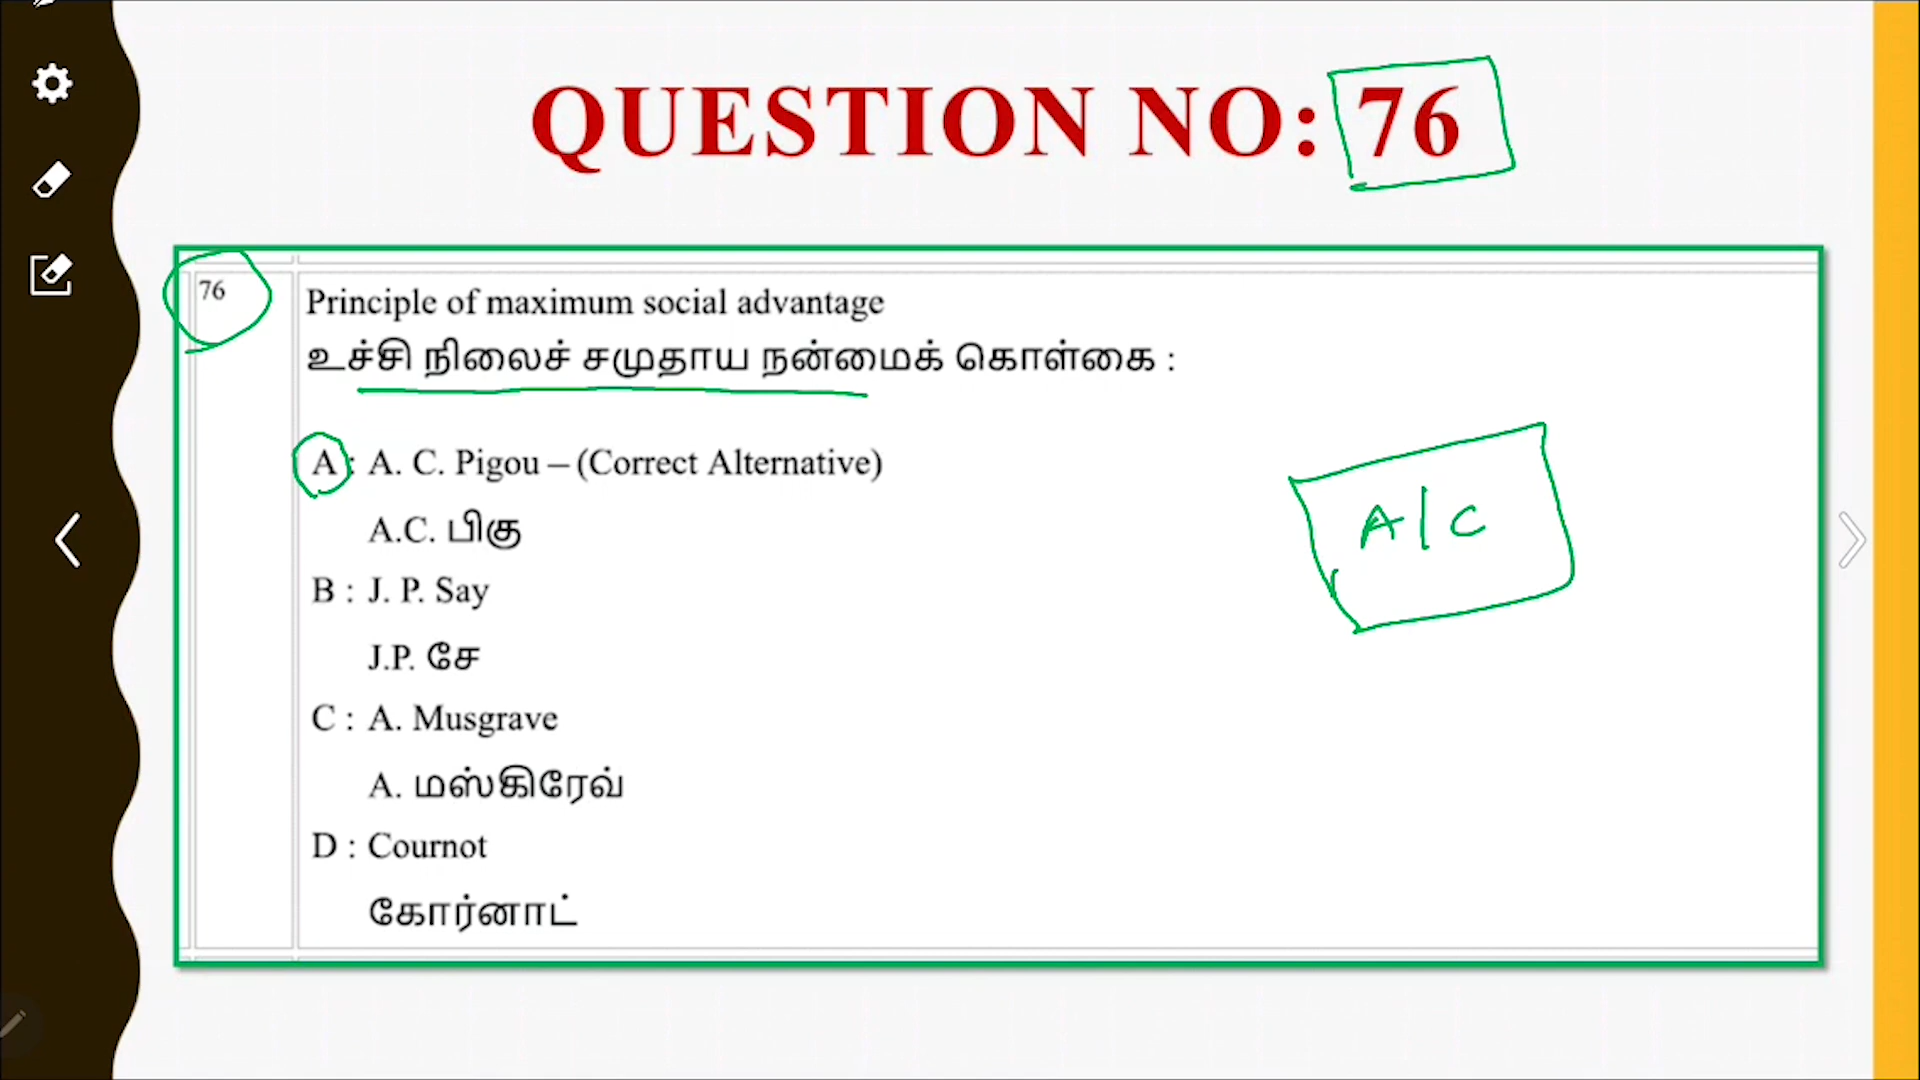 QUESTION NO: 76
76
Principle of maximum social advantage
உச்சி நிலைச் சமுதாய நன்மைக் கொள்கை :
A : A. C. Pigou – (Correct Alternative)
A.C. பிகு
A/C
B : J. P. Say
J.P. சே
C : A. Musgrave
A. மஸ்கிரேவ்
D : Cournot
கோர்னாட்